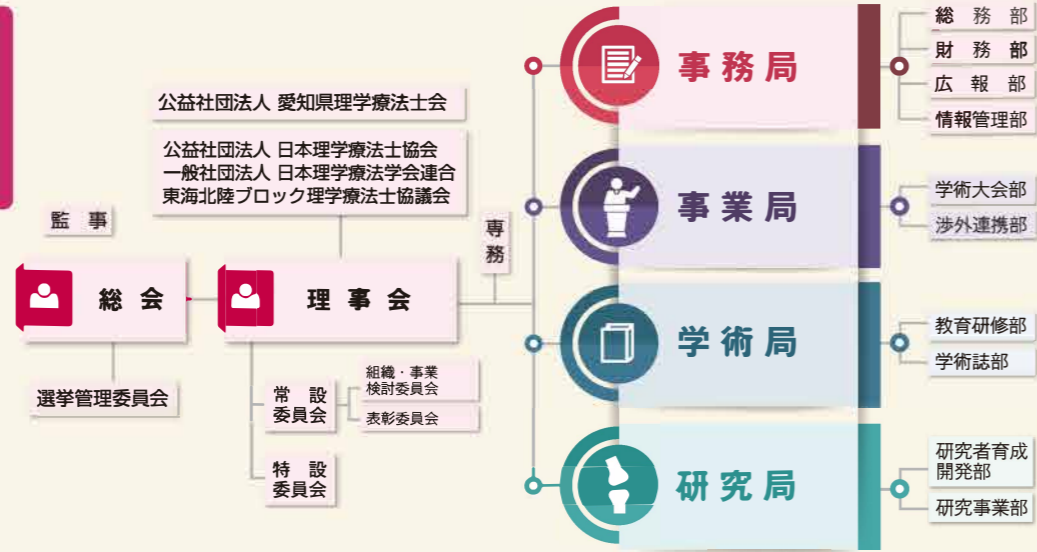 公益社団法人 愛知県理学療法士会
公益社団法人 日本理学療法士協会
一般社団法人 日本理学療法学会連合
東海北陸ブロック理学療法士協議会
監 事
総 会
理 事 会
専
務
選挙管理委員会
常 設
委員会
組織・事業
検討委員会
表彰委員会
特 設
委員会
事務局
総 務 部
財 務 部
広 報 部
情報管理部
事業局
学術大会部
渉外連携部
学術局
教育研修部
学術誌部
研究局
研究者育成
開発部
研究事業部